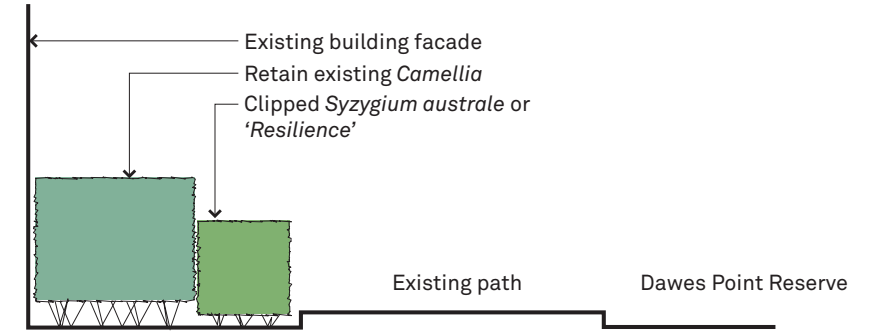 Existing building facade
Retain existing Camellia
Clipped Syzygium australe or
'Resilience'
Existing path
Dawes Point Reserve